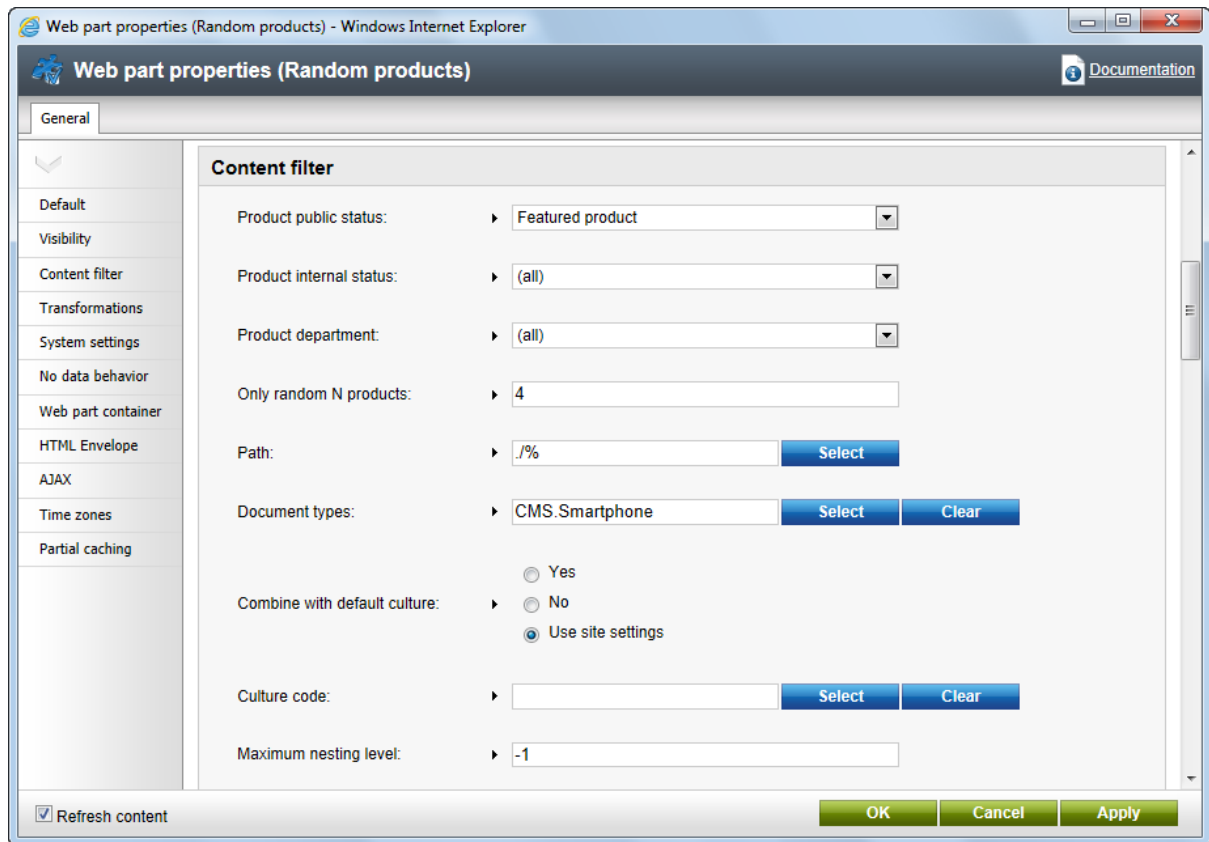 Web part properties (Random products) - Windows Internet Explorer
Web part properties (Random products)
Documentation
General
Default
Visibility
Content filter
Transformations
System settings
No data behavior
Web part container
HTML Envelope
AJAX
Time zones
Partial caching
Content filter
Product public status: Featured product
Product internal status: (all)
Product department: (all)
Only random N products: 4
Path: ./% Select
Document types: CMS.Smartphone Select Clear
Combine with default culture:
Yes
No
Use site settings
Culture code: Select Clear
Maximum nesting level: -1
Refresh content
OK Cancel Apply